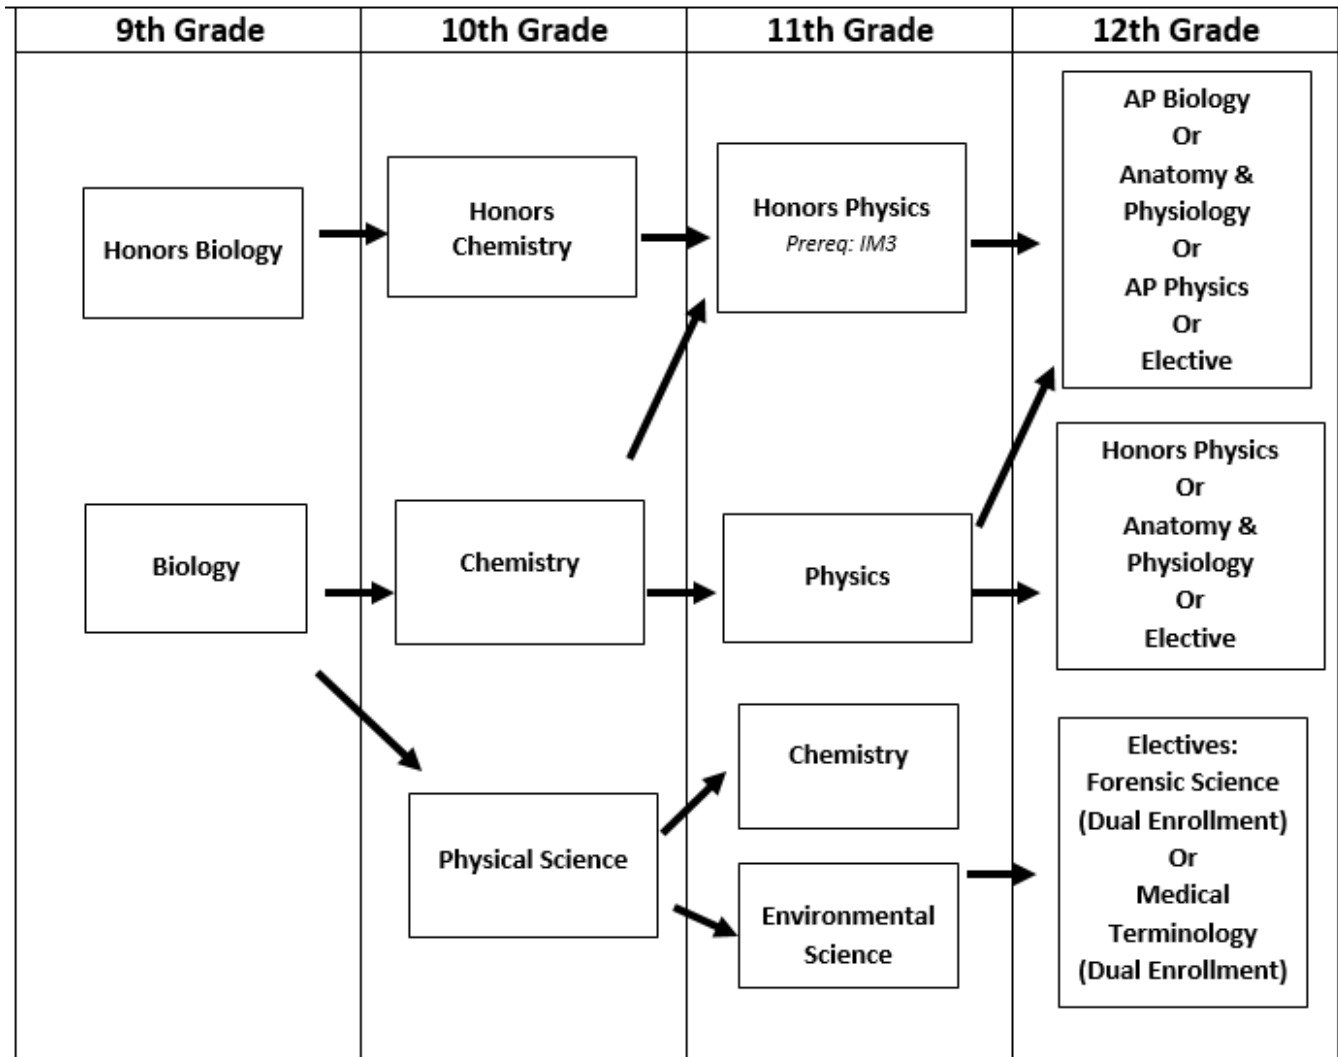 9th Grade
10th Grade
11th Grade
12th Grade
Honors Biology
Honors
Chemistry
Honors Physics
Prereq: IM3
AP Biology
Or
Anatomy &
Physiology
Or
AP Physics
Or
Elective
Biology
Chemistry
Physics
Honors Physics
Or
Anatomy &
Physiology
Or
Elective
Physical Science
Chemistry
Environmental
Science
Electives:
Forensic Science
(Dual Enrollment)
Or
Medical
Terminology
(Dual Enrollment)